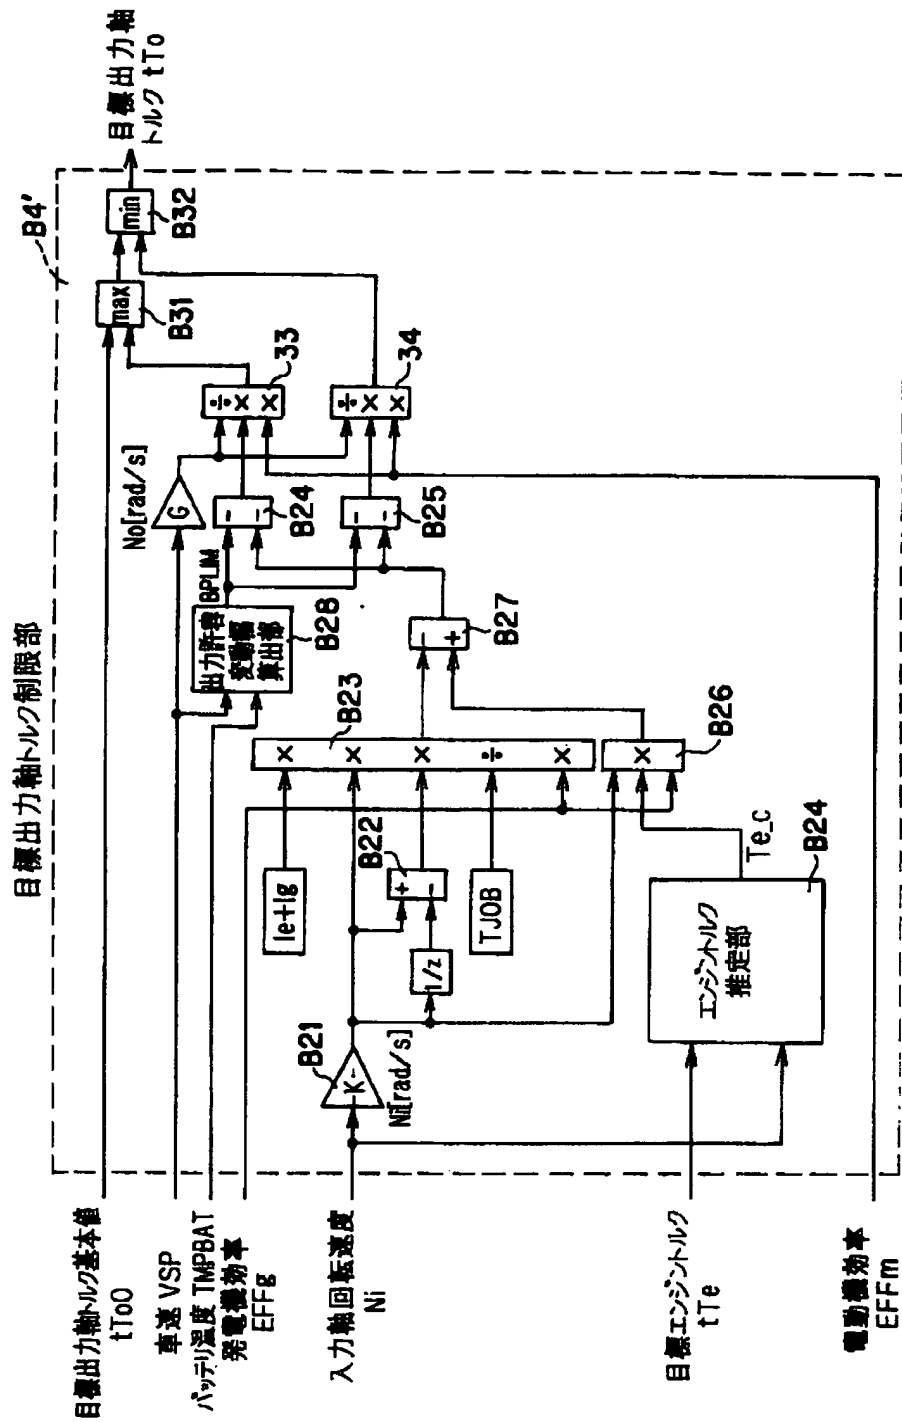 目標出力軸トルク制限部
B4'
目標出力軸トルク基本値
tTo0
車速 VSP
バッテリ温度 TMPBAT
発電機効率
EFFg
入力軸回転速度
Ni
目標エンジントルク
tTe
電動機効率
EFFm
K-
B21
Ni[rad/s]
1/z
+
-
B22
Ie+Ig
TJOB
エンジントルク
推定部
B24
Te_c
×
×
×
÷
×
B23
×
B26
出力許容
変動幅
算出部
B28
BPLIM
-
+
B27
G
No[rad/s]
-
-
B24
-
-
B25
÷
×
×
33
÷
×
×
34
max
B31
min
B32
目標出力軸
トルク tTo